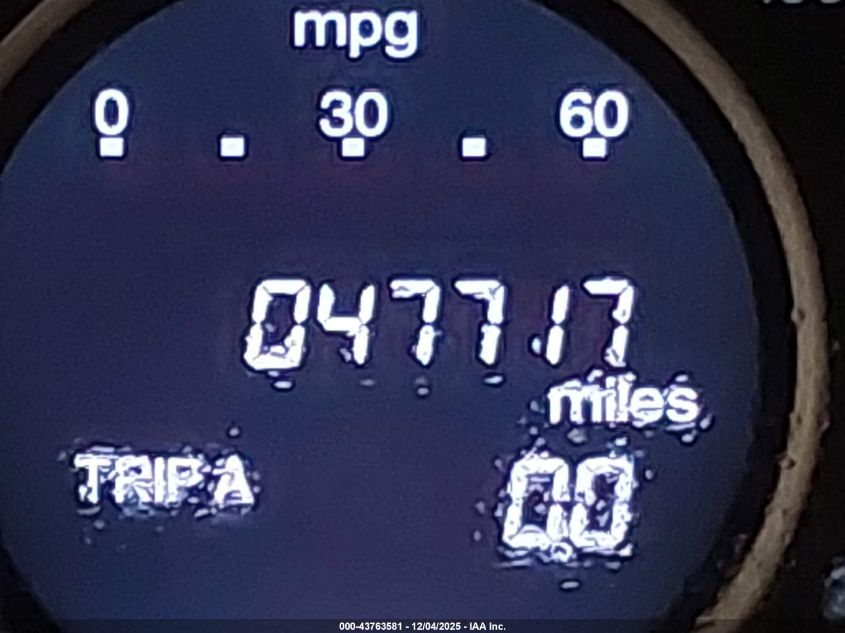 mpg
0 30 60
047717
miles
TRIP A 0.0
000-43763581 - 12/04/2025 - IAA Inc.